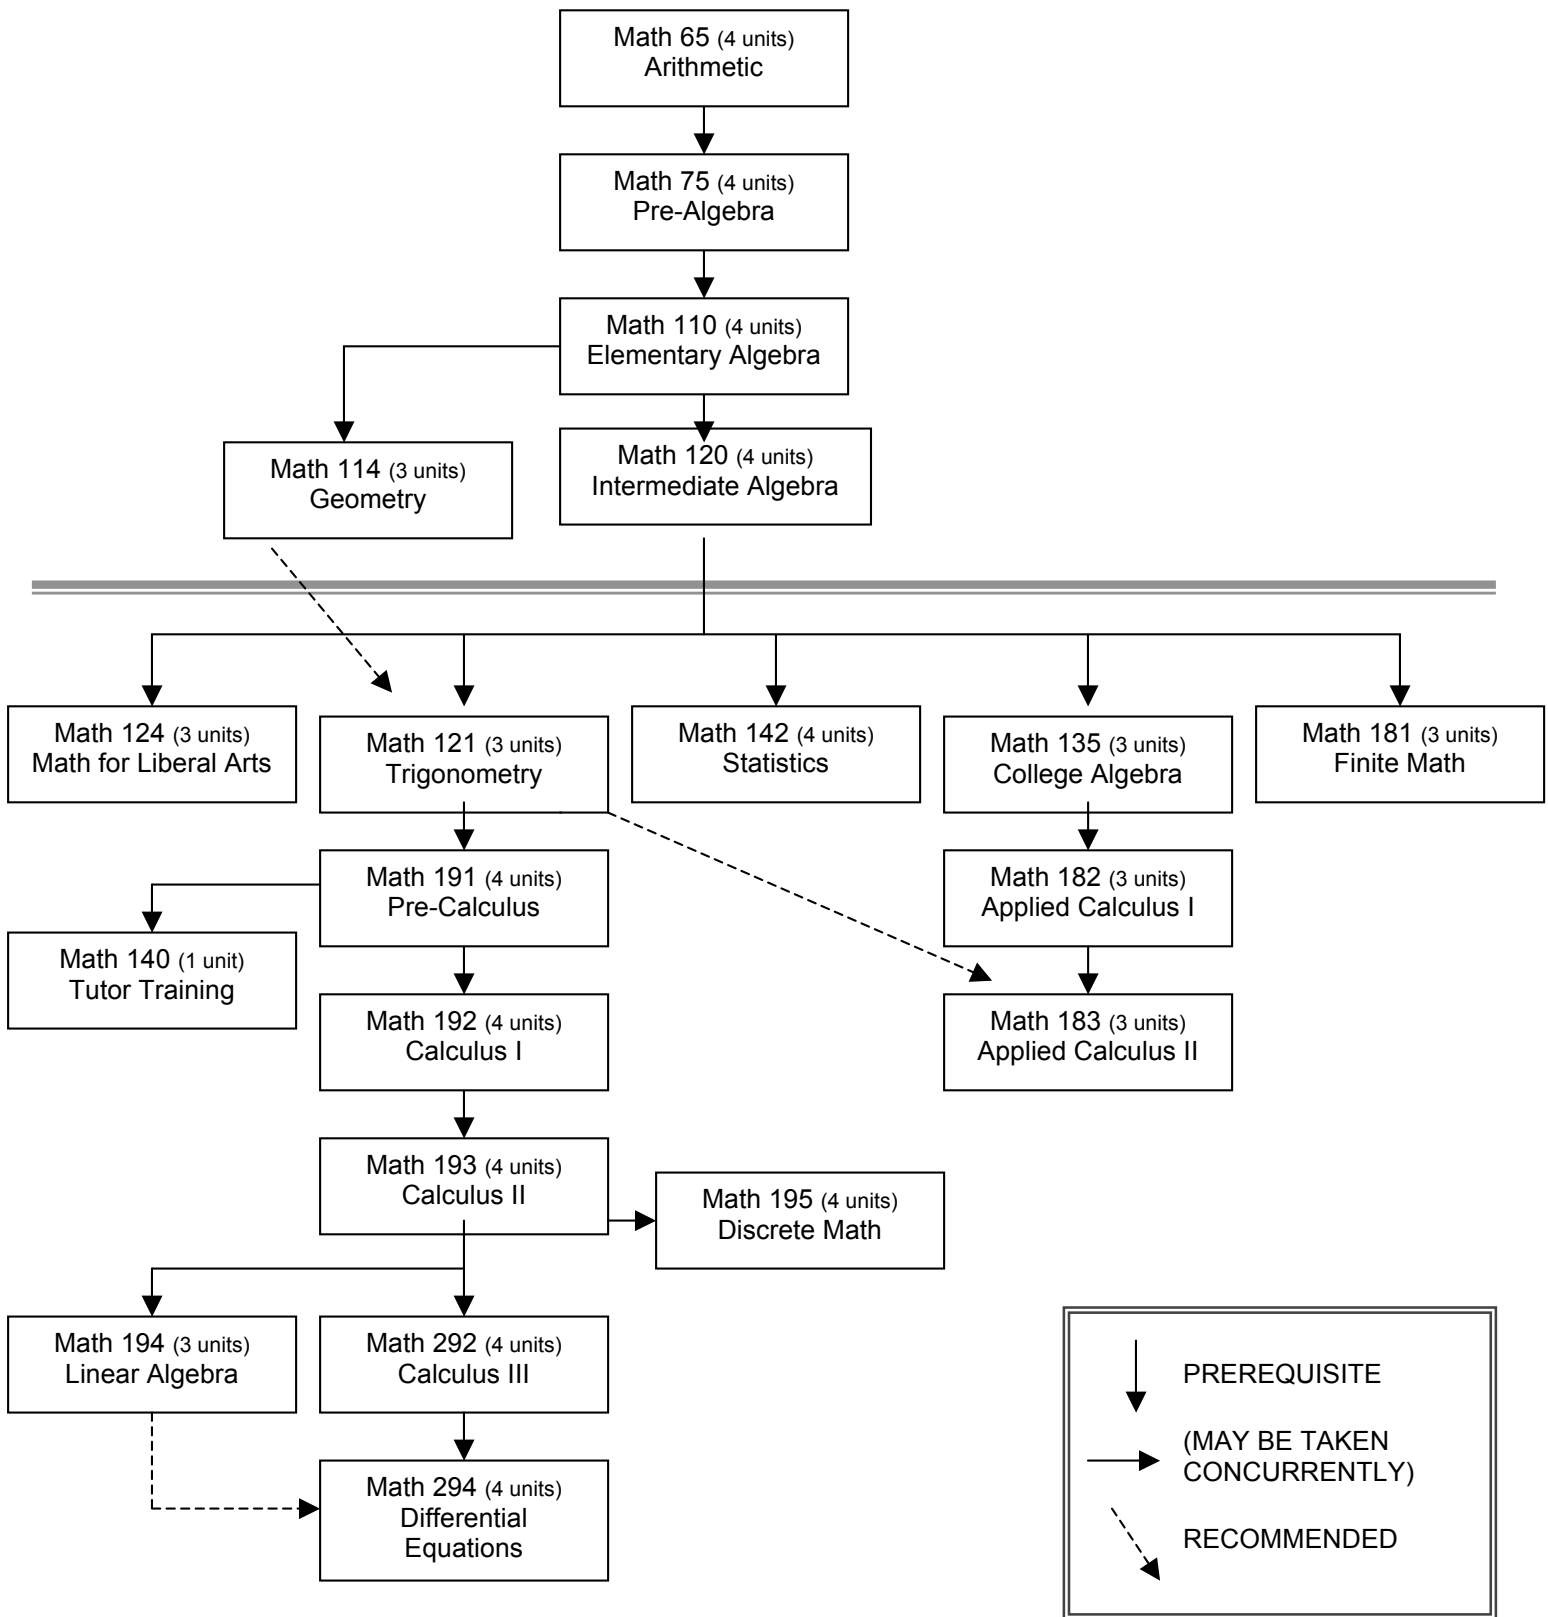 Math 65 (4 units)
Arithmetic
Math 75 (4 units)
Pre-Algebra
Math 110 (4 units)
Elementary Algebra
Math 114 (3 units)
Geometry
Math 120 (4 units)
Intermediate Algebra
Math 124 (3 units)
Math for Liberal Arts
Math 121 (3 units)
Trigonometry
Math 142 (4 units)
Statistics
Math 135 (3 units)
College Algebra
Math 181 (3 units)
Finite Math
Math 191 (4 units)
Pre-Calculus
Math 182 (3 units)
Applied Calculus I
Math 140 (1 unit)
Tutor Training
Math 192 (4 units)
Calculus I
Math 183 (3 units)
Applied Calculus II
Math 193 (4 units)
Calculus II
Math 195 (4 units)
Discrete Math
Math 194 (3 units)
Linear Algebra
Math 292 (4 units)
Calculus III
Math 294 (4 units)
Differential
Equations
PREREQUISITE
(MAY BE TAKEN
CONCURRENTLY)
RECOMMENDED